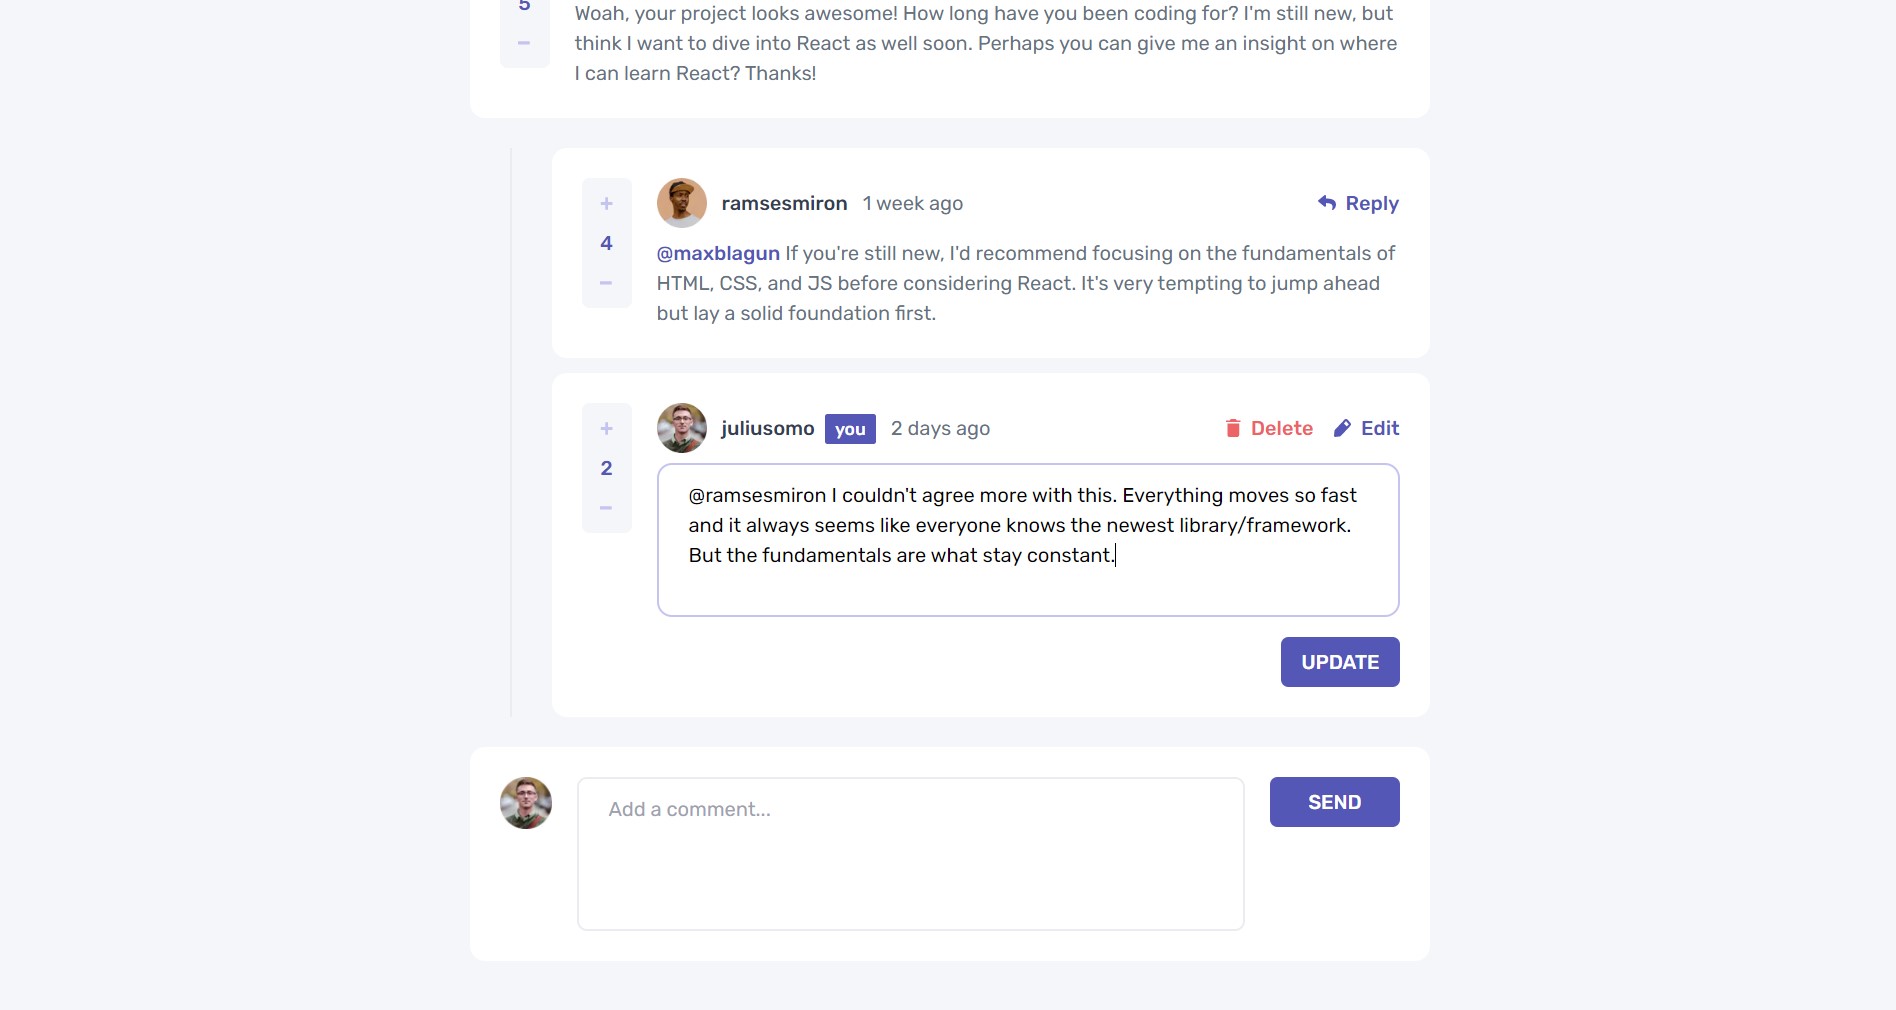 5
Woah, your project looks awesome! How long have you been coding for? I'm still new, but
think I want to dive into React as well soon. Perhaps you can give me an insight on where
I can learn React? Thanks!
ramsesmiron 1 week ago Reply
4
@maxblagun If you're still new, I'd recommend focusing on the fundamentals of
HTML, CSS, and JS before considering React. It's very tempting to jump ahead
but lay a solid foundation first.
juliusomo you 2 days ago Delete Edit
2
@ramsesmiron I couldn't agree more with this. Everything moves so fast
and it always seems like everyone knows the newest library/framework.
But the fundamentals are what stay constant.
UPDATE
Add a comment...
SEND